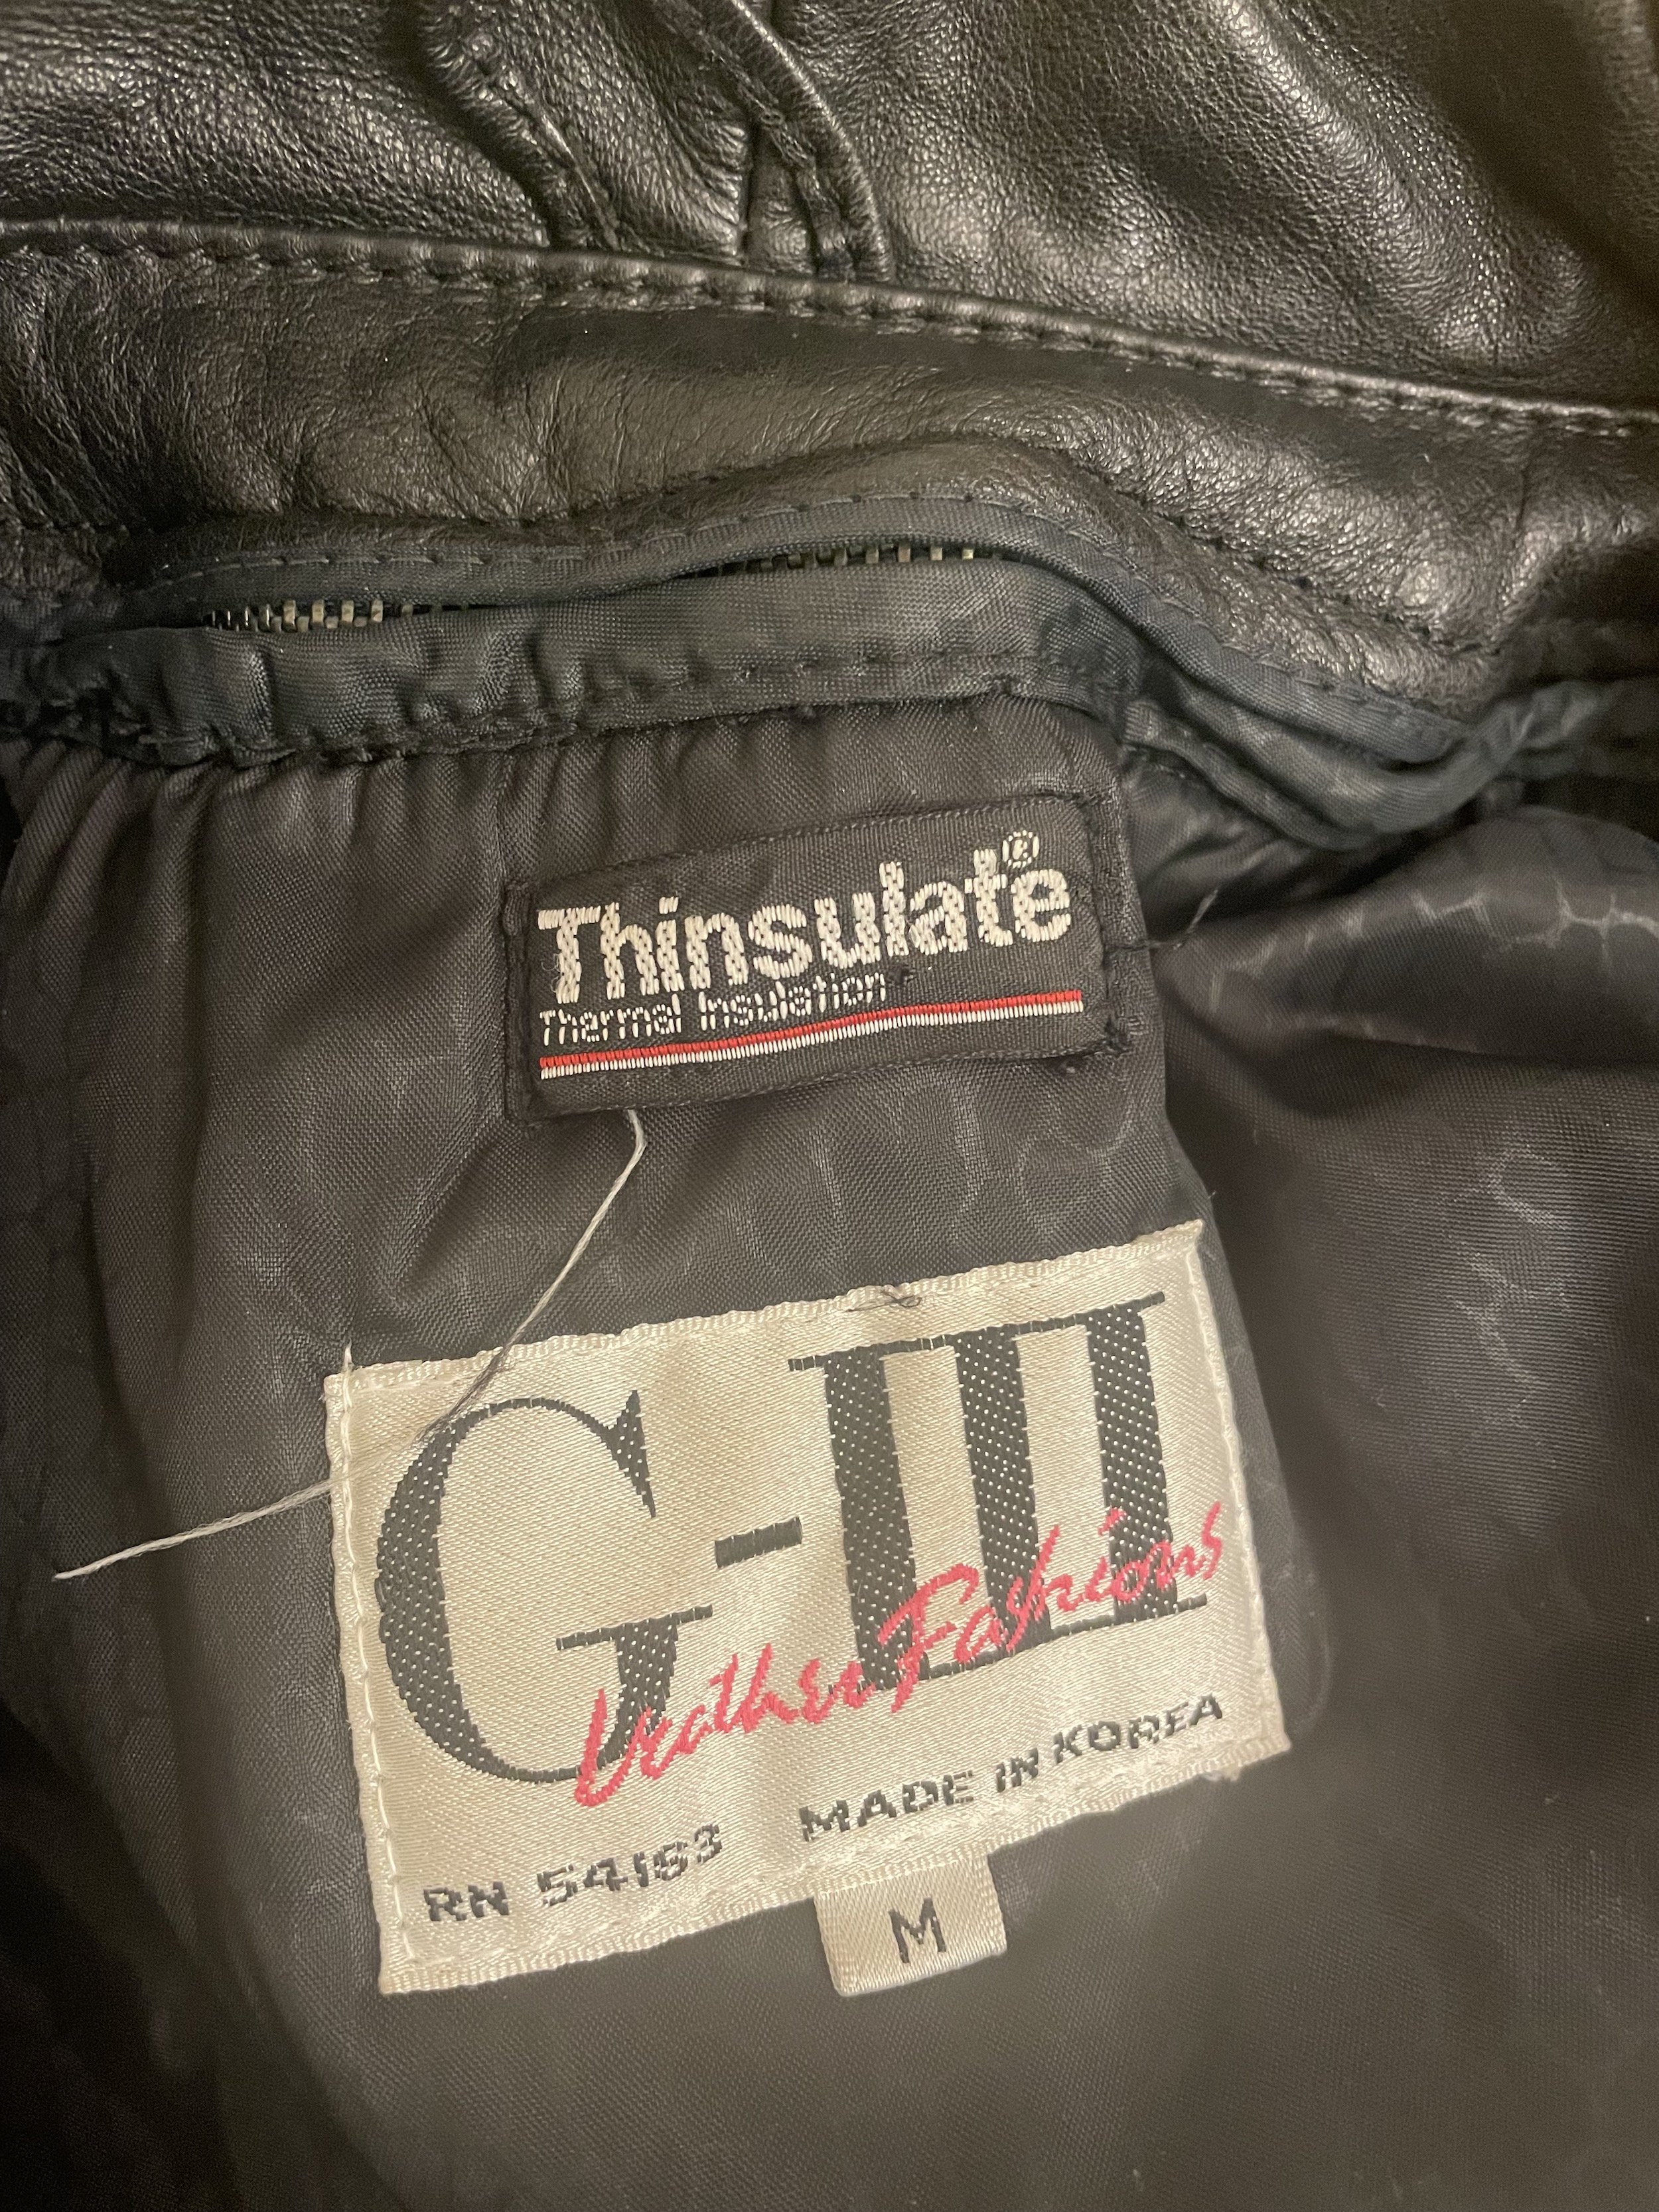 Thinsulate®
Thermal Insulation
G-III
Leather Fashions
RN 54163 MADE IN KOREA
M